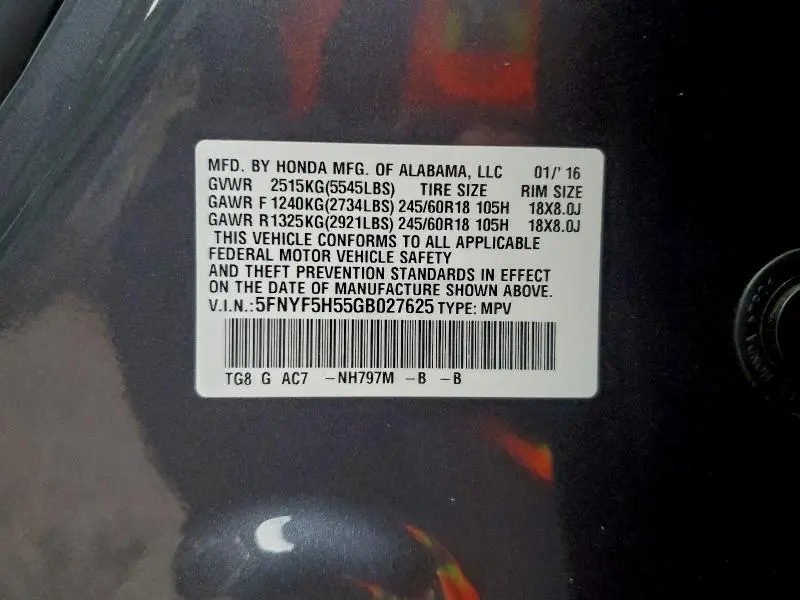 MFD. BY HONDA MFG. OF ALABAMA, LLC 01/' 16
GVWR 2515KG(5545LBS) TIRE SIZE RIM SIZE
GAWR F 1240KG(2734LBS) 245/60R18 105H 18X8.0J
GAWR R1325KG(2921LBS) 245/60R18 105H 18X8.0J
THIS VEHICLE CONFORMS TO ALL APPLICABLE
FEDERAL MOTOR VEHICLE SAFETY
AND THEFT PREVENTION STANDARDS IN EFFECT
ON THE DATE OF MANUFACTURE SHOWN ABOVE.
V.I.N.:5FNYF5H55GB027625 TYPE: MPV
TG8 G AC7 -NH797M -B -B